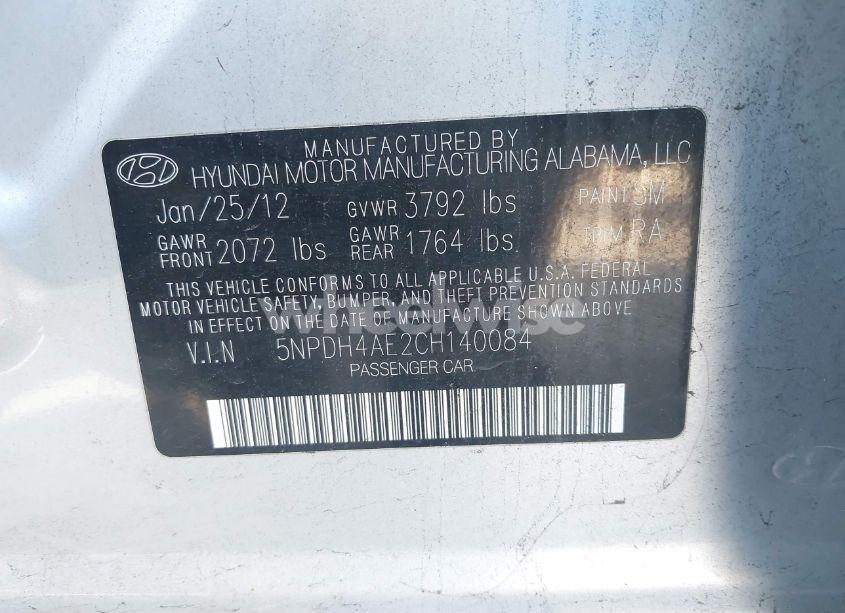 MANUFACTURED BY
HYUNDAI MOTOR MANUFACTURING ALABAMA, LLC
Jan/25/12 GVWR 3792 lbs PAINT SM
GAWR FRONT 2072 lbs GAWR REAR 1764 lbs TRIM RA
THIS VEHICLE CONFORMS TO ALL APPLICABLE U.S.A. FEDERAL
MOTOR VEHICLE SAFETY, BUMPER, AND THEFT PREVENTION STANDARDS
IN EFFECT ON THE DATE OF MANUFACTURE SHOWN ABOVE
wheelwise
V.I.N 5NPDH4AE2CH140084
PASSENGER CAR